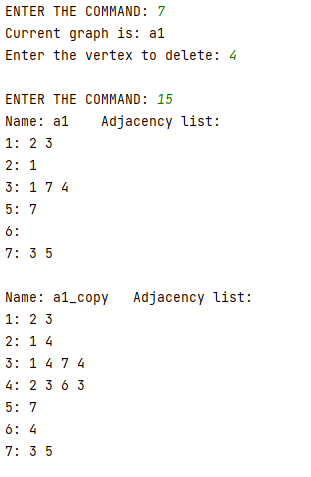 ENTER THE COMMAND: 7
Current graph is: a1
Enter the vertex to delete: 4
ENTER THE COMMAND: 15
Name: a1    Adjacency list:
1: 2 3
2: 1
3: 1 7 4
5: 7
6:
7: 3 5
Name: a1_copy   Adjacency list:
1: 2 3
2: 1 4
3: 1 4 7 4
4: 2 3 6 3
5: 7
6: 4
7: 3 5